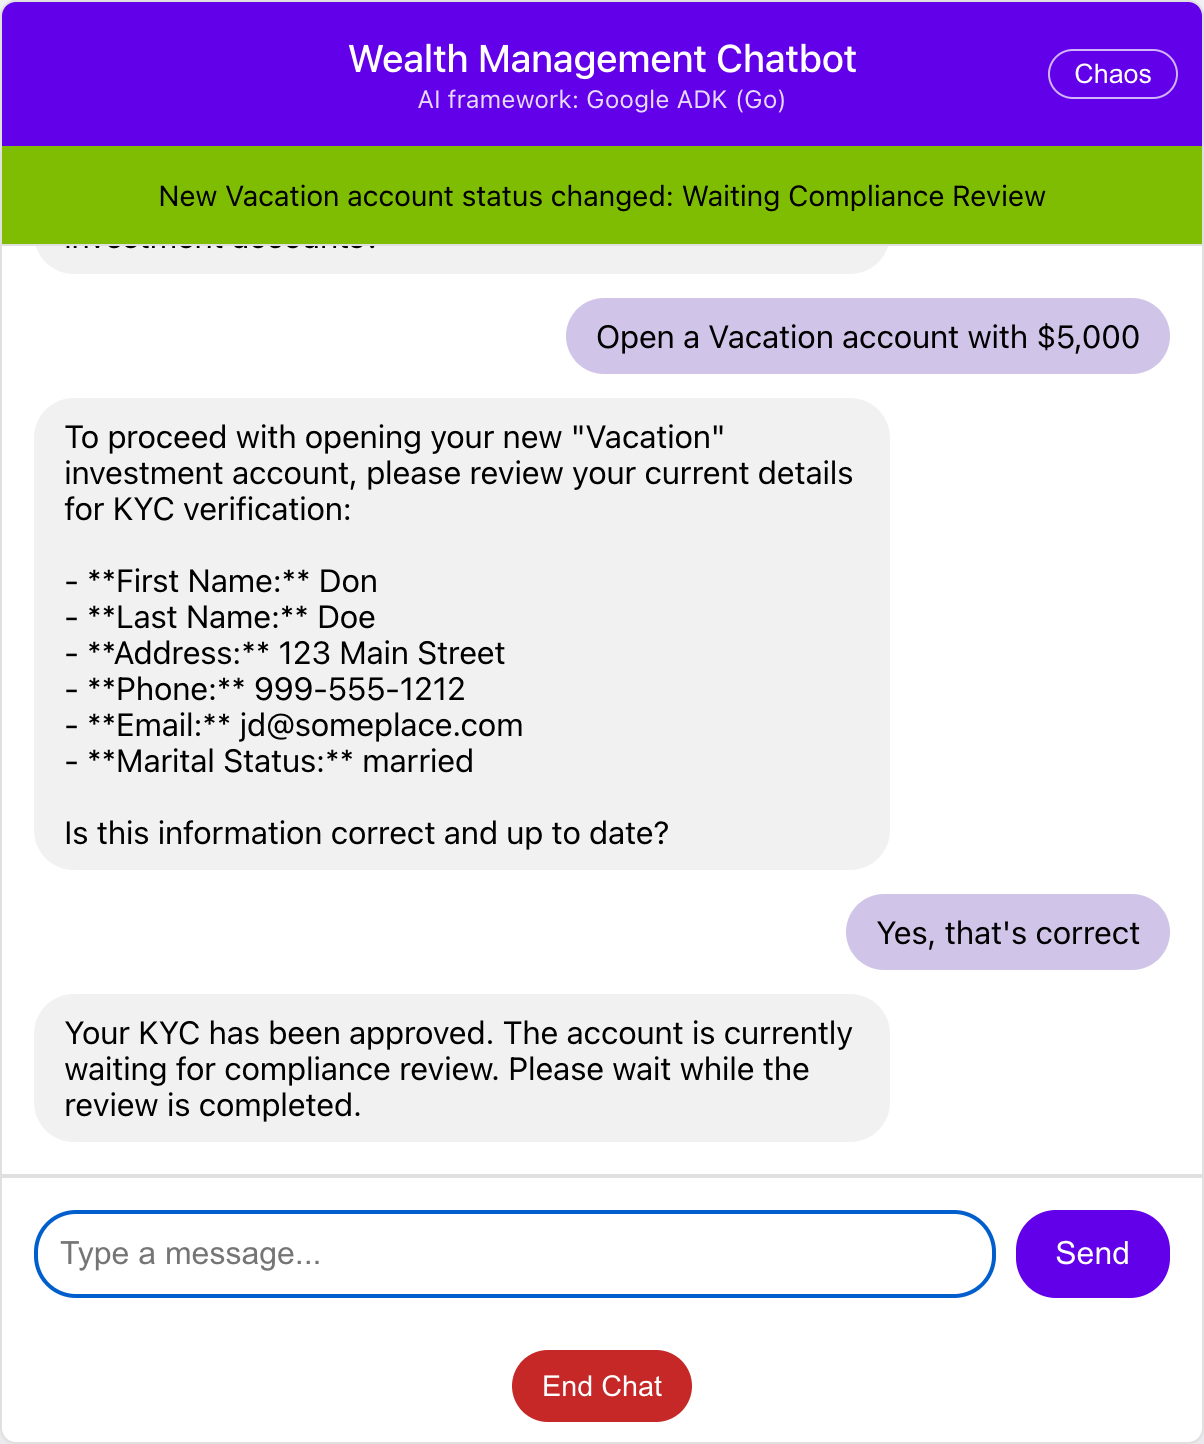 Wealth Management Chatbot
AI framework: Google ADK (Go)
Chaos
New Vacation account status changed: Waiting Compliance Review
Open a Vacation account with $5,000
To proceed with opening your new "Vacation"
investment account, please review your current details
for KYC verification:
- **First Name:** Don
- **Last Name:** Doe
- **Address:** 123 Main Street
- **Phone:** 999-555-1212
- **Email:** jd@someplace.com
- **Marital Status:** married
Is this information correct and up to date?
Yes, that's correct
Your KYC has been approved. The account is currently
waiting for compliance review. Please wait while the
review is completed.
Type a message...
Send
End Chat